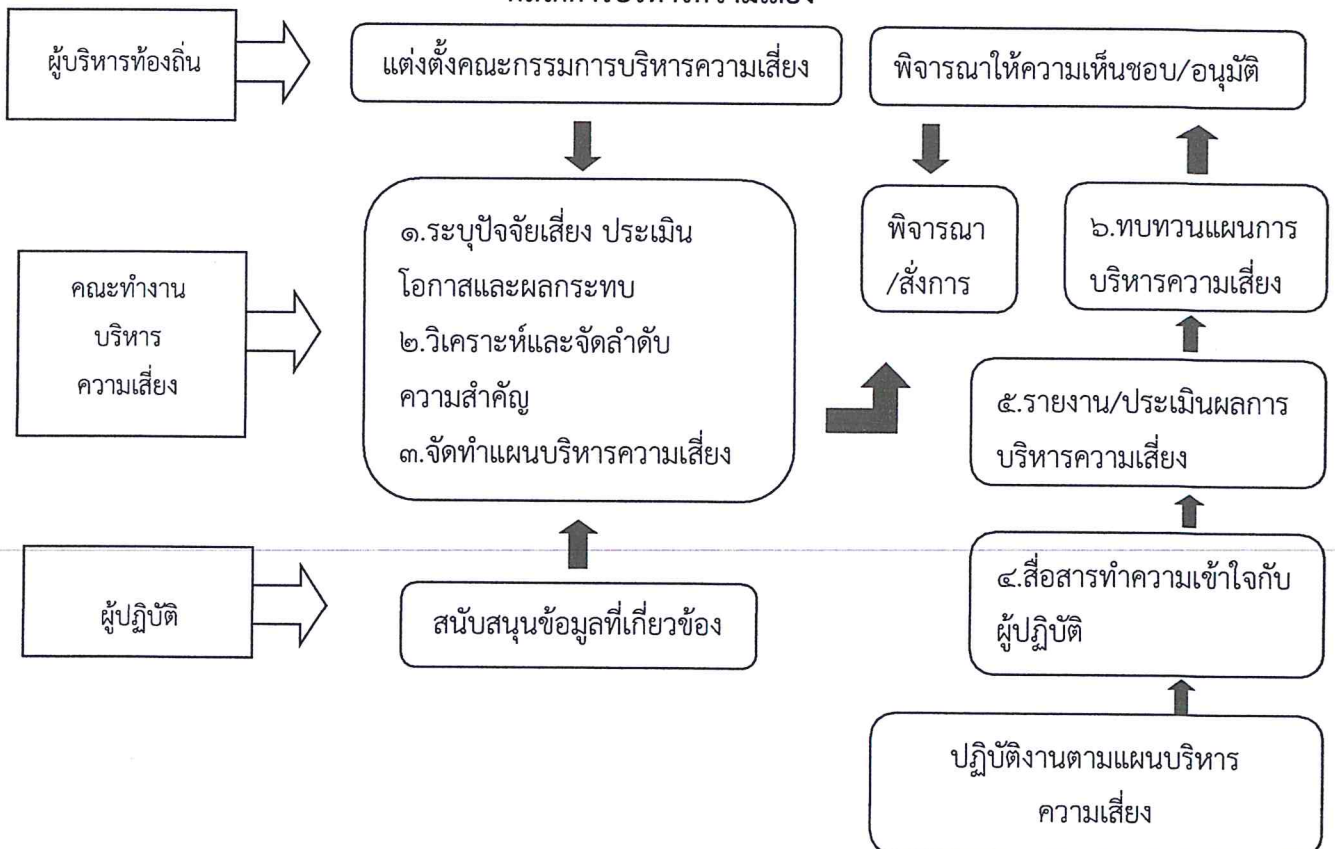 ผู้บริหารท้องถิ่น
แต่งตั้งคณะกรรมการบริหารความเสี่ยง
พิจารณาให้ความเห็นชอบ/อนุมัติ
คณะทำงาน
บริหาร
ความเสี่ยง
๑.ระบุปัจจัยเสี่ยง ประเมิน
โอกาสและผลกระทบ
๒.วิเคราะห์และจัดลำดับ
ความสำคัญ
๓.จัดทำแผนบริหารความเสี่ยง
พิจารณา
/สั่งการ
๖.ทบทวนแผนการ
บริหารความเสี่ยง
๕.รายงาน/ประเมินผลการ
บริหารความเสี่ยง
ผู้ปฏิบัติ
สนับสนุนข้อมูลที่เกี่ยวข้อง
๔.สื่อสารทำความเข้าใจกับ
ผู้ปฏิบัติ
ปฏิบัติงานตามแผนบริหาร
ความเสี่ยง